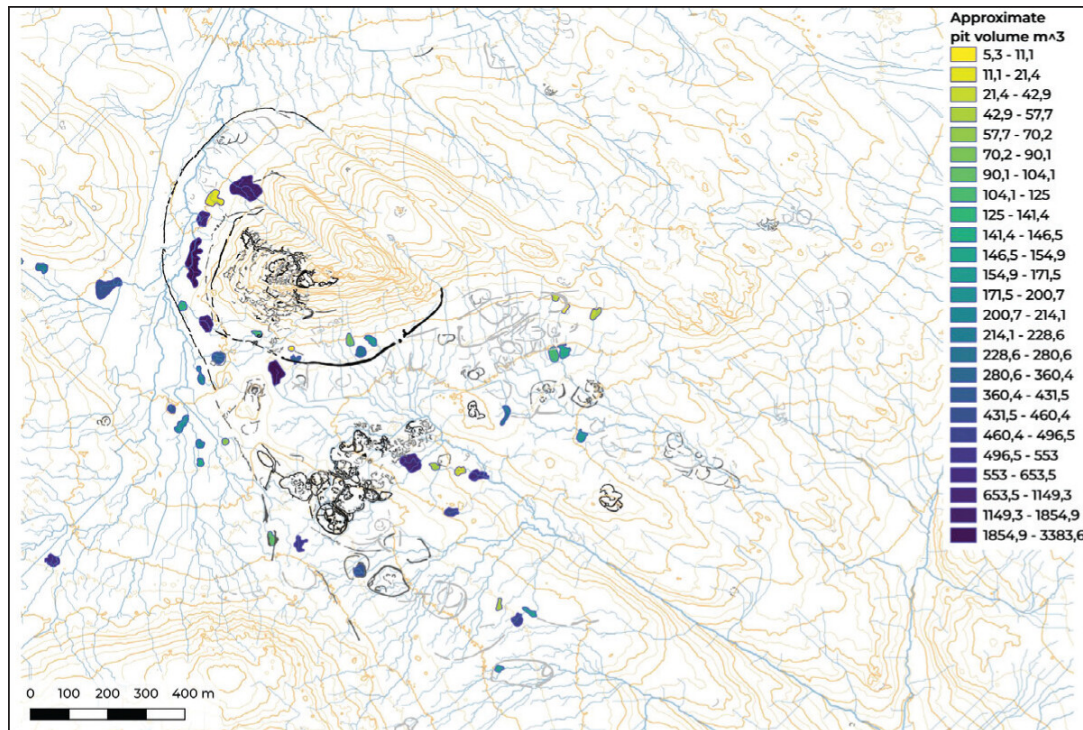 Approximate
pit volume m^3
5,3 - 11,1
11,1 - 21,4
21,4 - 42,9
42,9 - 57,7
57,7 - 70,2
70,2 - 90,1
90,1 - 104,1
104,1 - 125
125 - 141,4
141,4 - 146,5
146,5 - 154,9
154,9 - 171,5
171,5 - 200,7
200,7 - 214,1
214,1 - 228,6
228,6 - 280,6
280,6 - 360,4
360,4 - 431,5
431,5 - 460,4
460,4 - 496,5
496,5 - 553
553 - 653,5
653,5 - 1149,3
1149,3 - 1854,9
1854,9 - 3383,6
0 100 200 300 400 m